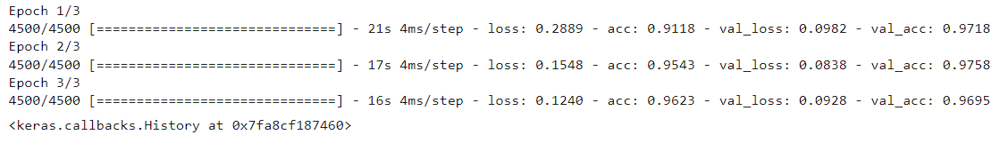 Epoch 1/3
4500/4500 [==============================] - 21s 4ms/step - loss: 0.2889 - acc: 0.9118 - val_loss: 0.0982 - val_acc: 0.9718
Epoch 2/3
4500/4500 [==============================] - 17s 4ms/step - loss: 0.1548 - acc: 0.9543 - val_loss: 0.0838 - val_acc: 0.9758
Epoch 3/3
4500/4500 [==============================] - 16s 4ms/step - loss: 0.1240 - acc: 0.9623 - val_loss: 0.0928 - val_acc: 0.9695
<keras.callbacks.History at 0x7fa8cf187460>